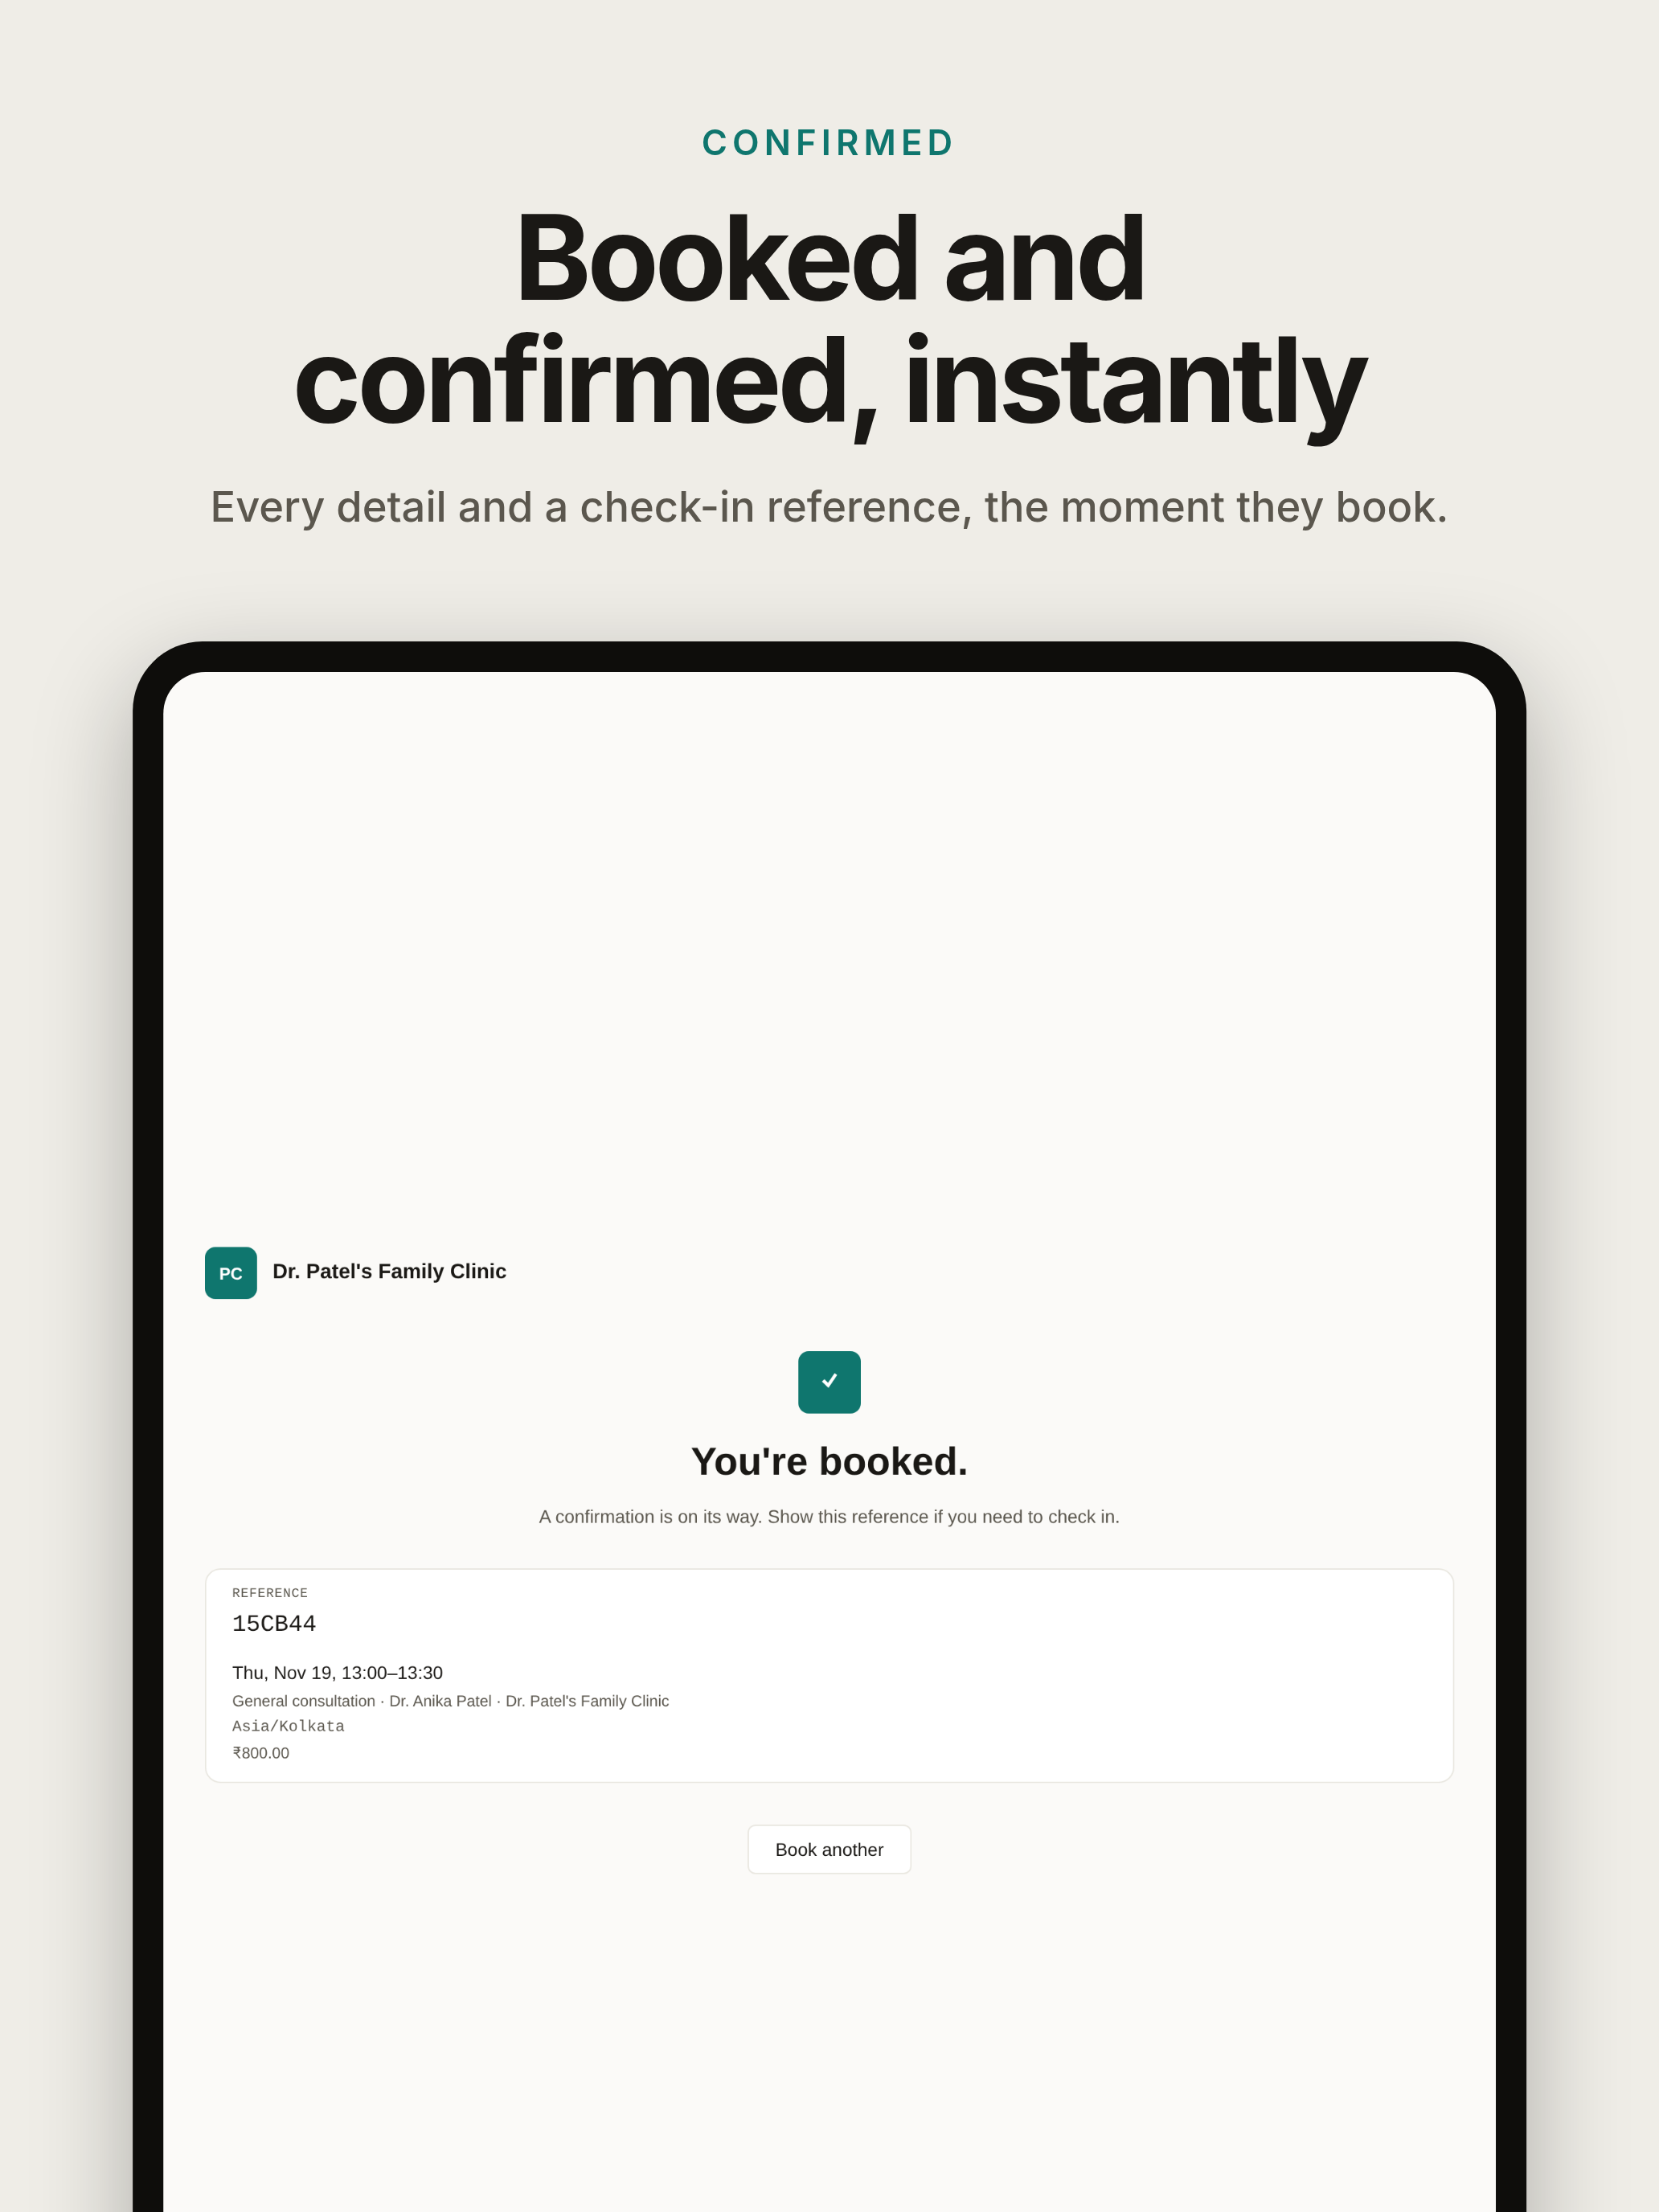 CONFIRMED
Booked and
confirmed, instantly
Every detail and a check-in reference, the moment they book.
PC
Dr. Patel's Family Clinic
You're booked.
A confirmation is on its way. Show this reference if you need to check in.
REFERENCE
15CB44
Thu, Nov 19, 13:00–13:30
General consultation · Dr. Anika Patel · Dr. Patel's Family Clinic
Asia/Kolkata
₹800.00
Book another